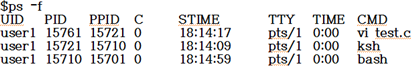 $ps -f
UID PID PPID C STIME TTY TIME CMD
user1 15761 15721 0 18:14:17 pts/1 0:00 vi test.c
user1 15721 15710 0 18:14:09 pts/1 0:00 ksh
user1 15710 15701 0 18:14:59 pts/1 0:00 bash